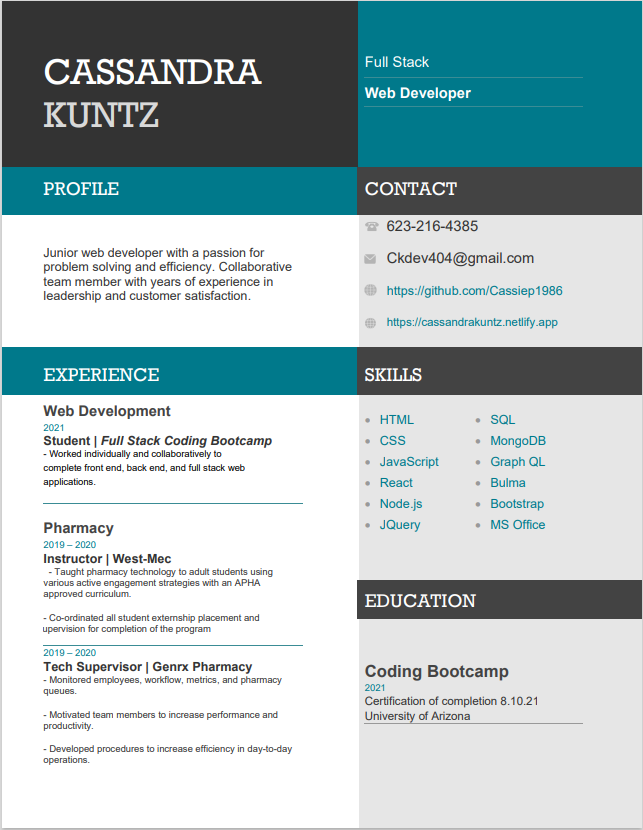 CASSANDRA
KUNTZ
Full Stack
Web Developer
PROFILE
Junior web developer with a passion for
problem solving and efficiency. Collaborative
team member with years of experience in
leadership and customer satisfaction.
CONTACT
623-216-4385
Ckdev404@gmail.com
https://github.com/Cassiep1986
https://cassandrakuntz.netlify.app
EXPERIENCE
Web Development
2021
Student | Full Stack Coding Bootcamp
- Worked individually and collaboratively to
complete front end, back end, and full stack web
applications.
Pharmacy
2019 – 2020
Instructor | West-Mec
- Taught pharmacy technology to adult students using
various active engagement strategies with an APHA
approved curriculum.
- Co-ordinated all student externship placement and
upervision for completion of the program
2019 – 2020
Tech Supervisor | Genrx Pharmacy
- Monitored employees, workflow, metrics, and pharmacy
queues.
- Motivated team members to increase performance and
productivity.
- Developed procedures to increase efficiency in day-to-day
operations.
SKILLS
• HTML
• CSS
• JavaScript
• React
• Node.js
• JQuery
• SQL
• MongoDB
• Graph QL
• Bulma
• Bootstrap
• MS Office
EDUCATION
Coding Bootcamp
2021
Certification of completion 8.10.21
University of Arizona